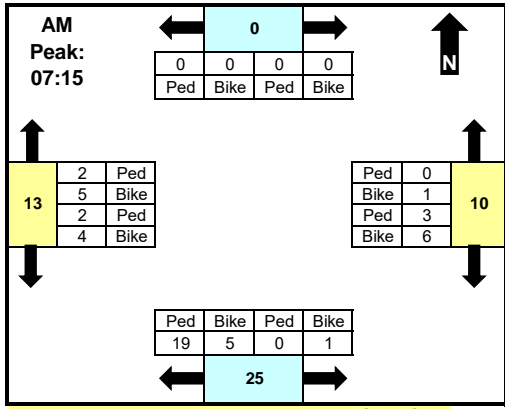 AM
Peak:
07:15
0
N
0 0 0 0
Ped Bike Ped Bike
13
2 Ped
5 Bike
2 Ped
4 Bike
Ped 0
Bike 1
Ped 3
Bike 6
10
Ped Bike Ped Bike
19 5 0 1
25